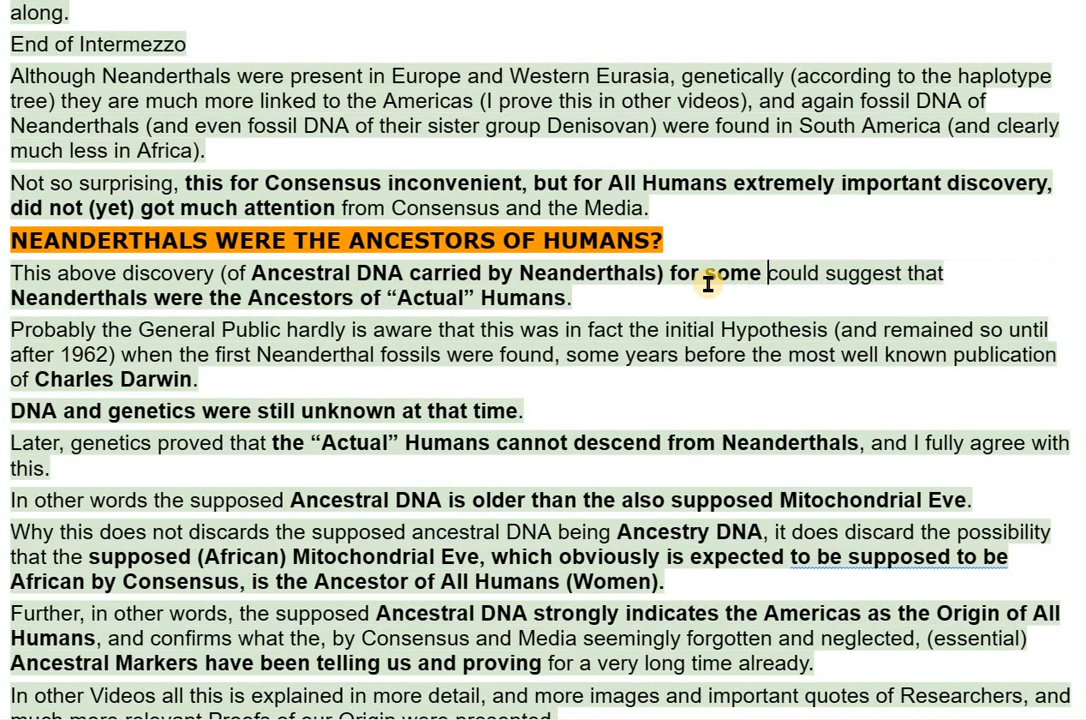 along.
End of Intermezzo
Although Neanderthals were present in Europe and Western Eurasia, genetically (according to the haplotype
tree) they are much more linked to the Americas (I prove this in other videos), and again fossil DNA of
Neanderthals (and even fossil DNA of their sister group Denisovan) were found in South America (and clearly
much less in Africa).
Not so surprising, this for Consensus inconvenient, but for All Humans extremely important discovery,
did not (yet) got much attention from Consensus and the Media.
NEANDERTHALS WERE THE ANCESTORS OF HUMANS?
This above discovery (of Ancestral DNA carried by Neanderthals) for some could suggest that
Neanderthals were the Ancestors of “Actual” Humans.
Probably the General Public hardly is aware that this was in fact the initial Hypothesis (and remained so until
after 1962) when the first Neanderthal fossils were found, some years before the most well known publication
of Charles Darwin.
DNA and genetics were still unknown at that time.
Later, genetics proved that the “Actual” Humans cannot descend from Neanderthals, and I fully agree with
this.
In other words the supposed Ancestral DNA is older than the also supposed Mitochondrial Eve.
Why this does not discards the supposed ancestral DNA being Ancestry DNA, it does discard the possibility
that the supposed (African) Mitochondrial Eve, which obviously is expected to be supposed to be
African by Consensus, is the Ancestor of All Humans (Women).
Further, in other words, the supposed Ancestral DNA strongly indicates the Americas as the Origin of All
Humans, and confirms what the, by Consensus and Media seemingly forgotten and neglected, (essential)
Ancestral Markers have been telling us and proving for a very long time already.
In other Videos all this is explained in more detail, and more images and important quotes of Researchers, and
much more relevant Proofs of our Origin were presented.